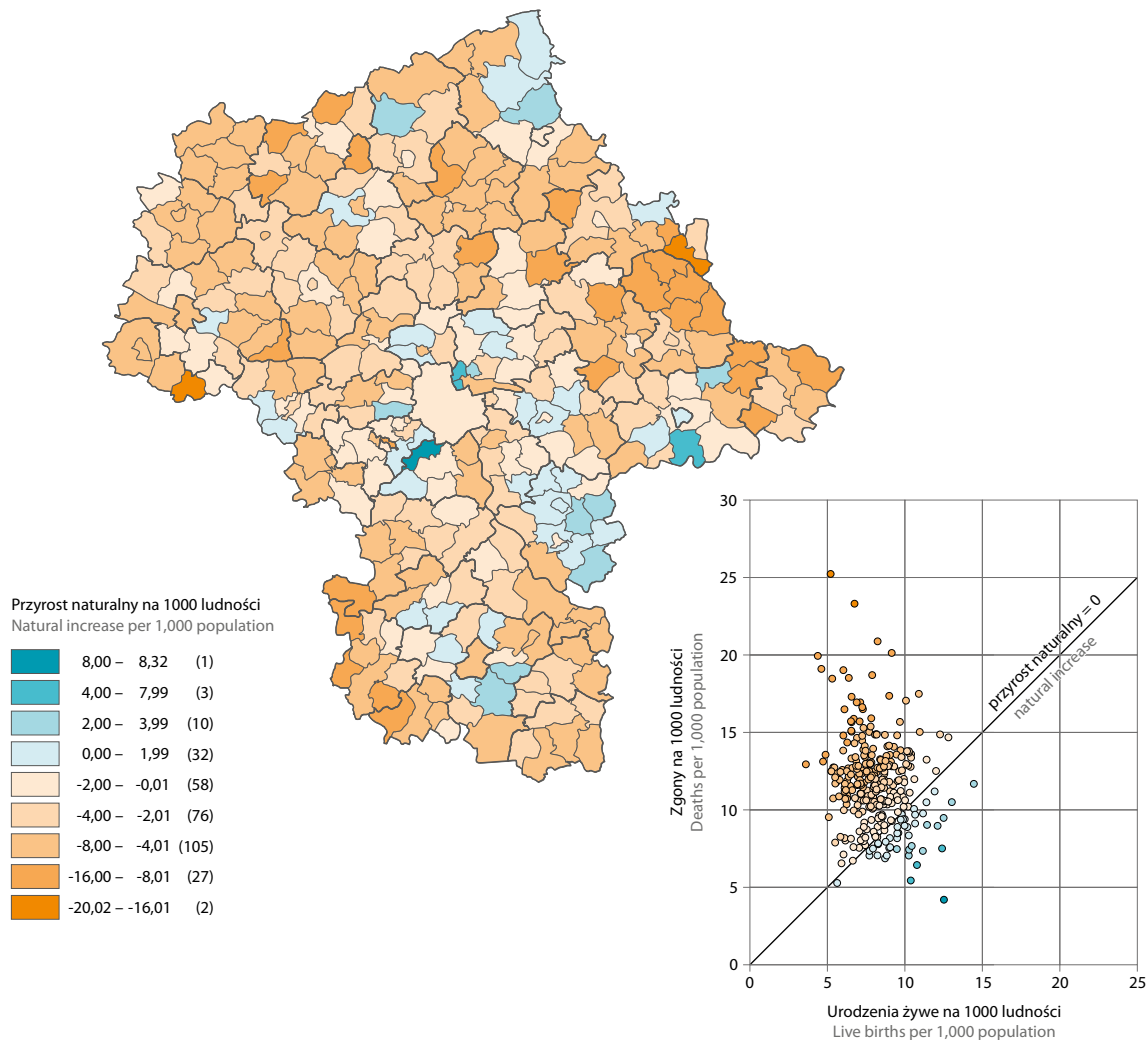 Przyrost naturalny na 1000 ludności
Natural increase per 1,000 population
8,00 – 8,32 (1)
4,00 – 7,99 (3)
2,00 – 3,99 (10)
0,00 – 1,99 (32)
-2,00 – -0,01 (58)
-4,00 – -2,01 (76)
-8,00 – -4,01 (105)
-16,00 – -8,01 (27)
-20,02 – -16,01 (2)
30
25
20
15
10
5
0
Zgony na 1000 ludności
Deaths per 1,000 population
przyrost naturalny = 0
natural increase
0 5 10 15 20 25
Urodzenia żywe na 1000 ludności
Live births per 1,000 population